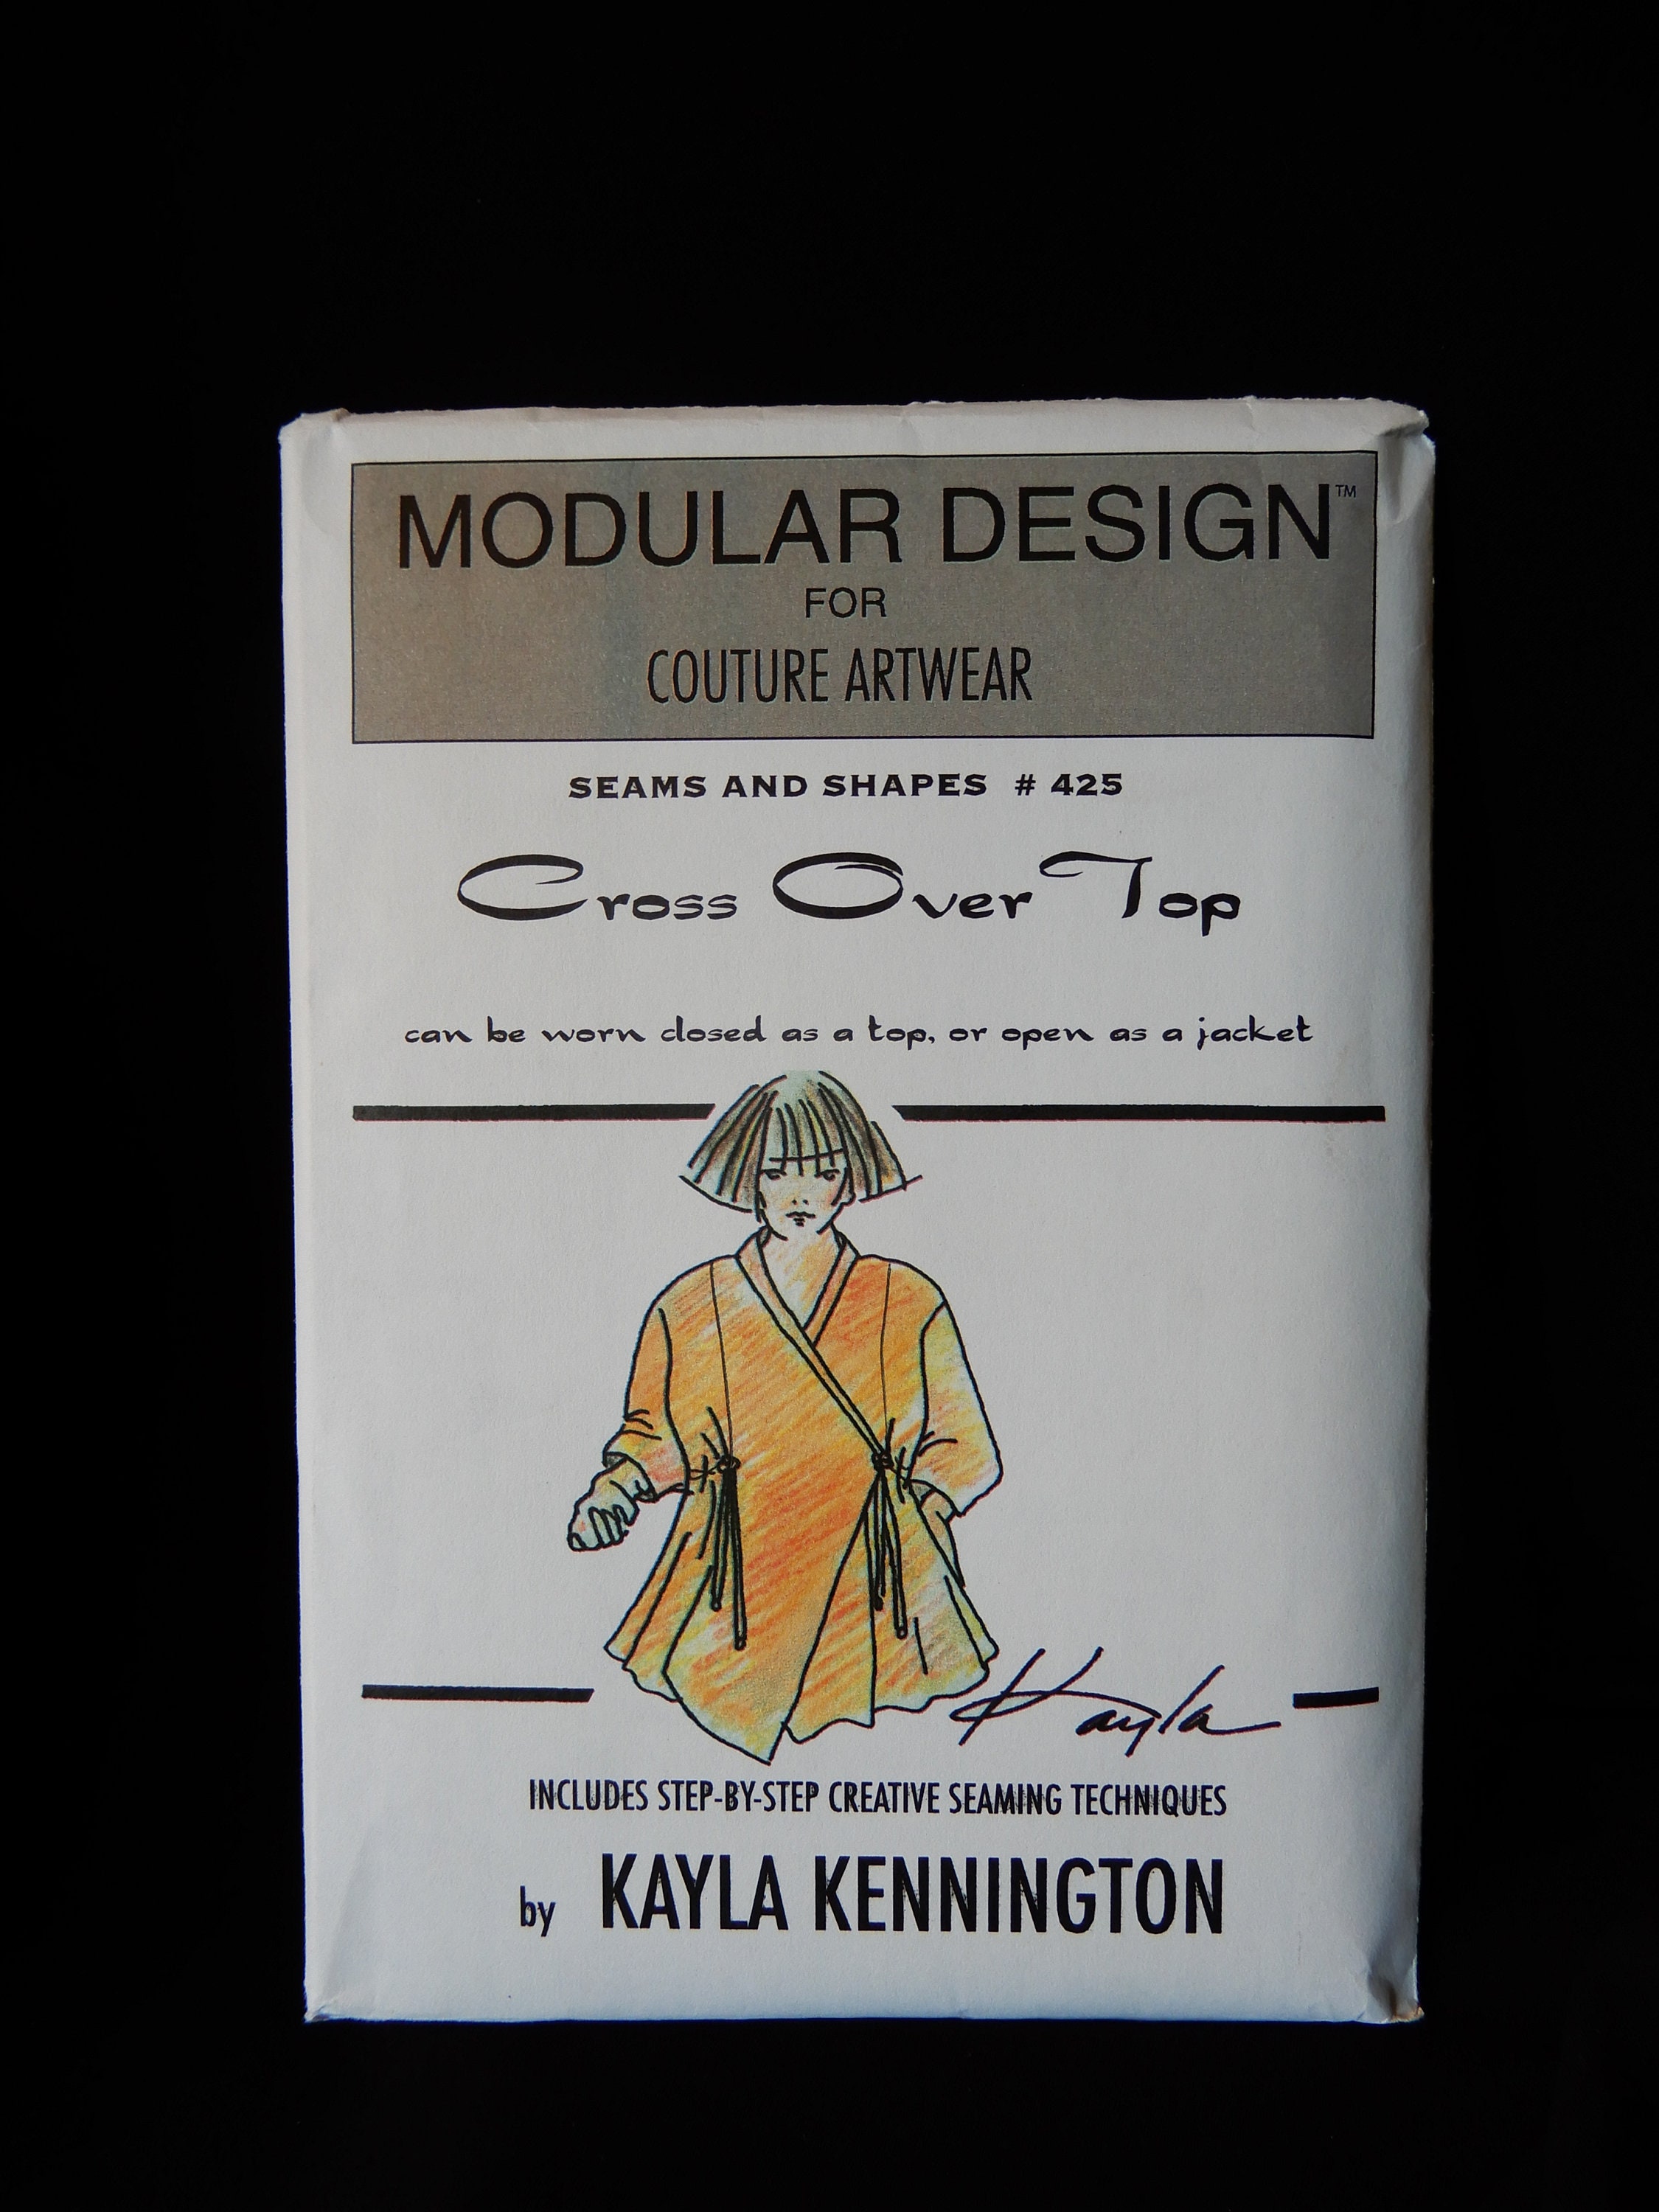 MODULAR DESIGN™
FOR
COUTURE ARTWEAR
SEAMS AND SHAPES # 425
Cross Over Top
can be worn closed as a top, or open as a jacket
Kayla
INCLUDES STEP-BY-STEP CREATIVE SEAMING TECHNIQUES
by KAYLA KENNINGTON